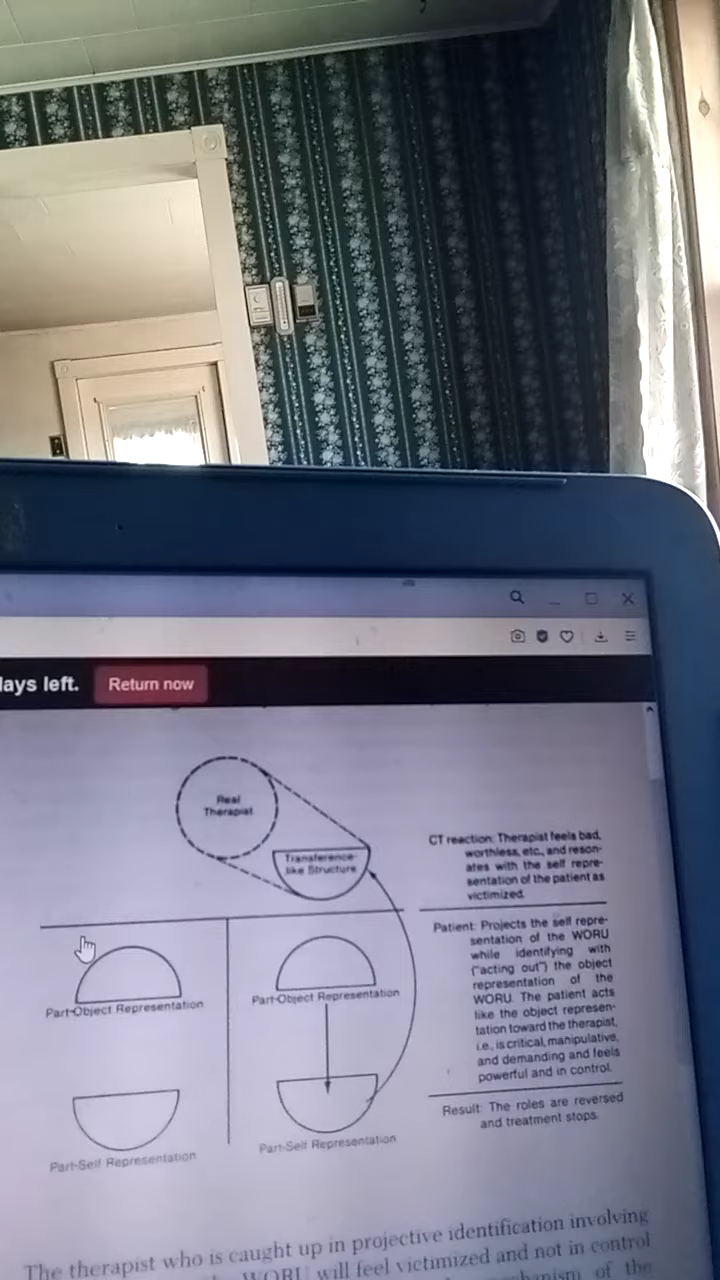 lays left. Return now
Real
Therapist
Transference-
like Structure
CT reaction: Therapist feels bad,
worthless, etc., and reson-
ates with the self repre-
sentation of the patient as
victimized.
Part-Object Representation
Part-Object Representation
Part-Self Representation
Part-Self Representation
Patient: Projects the self repre-
sentation of the WORU
while identifying with
("acting out") the object
representation of the
WORU. The patient acts
like the object represen-
tation toward the therapist,
i.e., is critical, manipulative,
and demanding and feels
powerful and in control.
Result: The roles are reversed
and treatment stops.
The therapist who is caught up in projective identification involving
WORU will feel victimized and not in control
of the